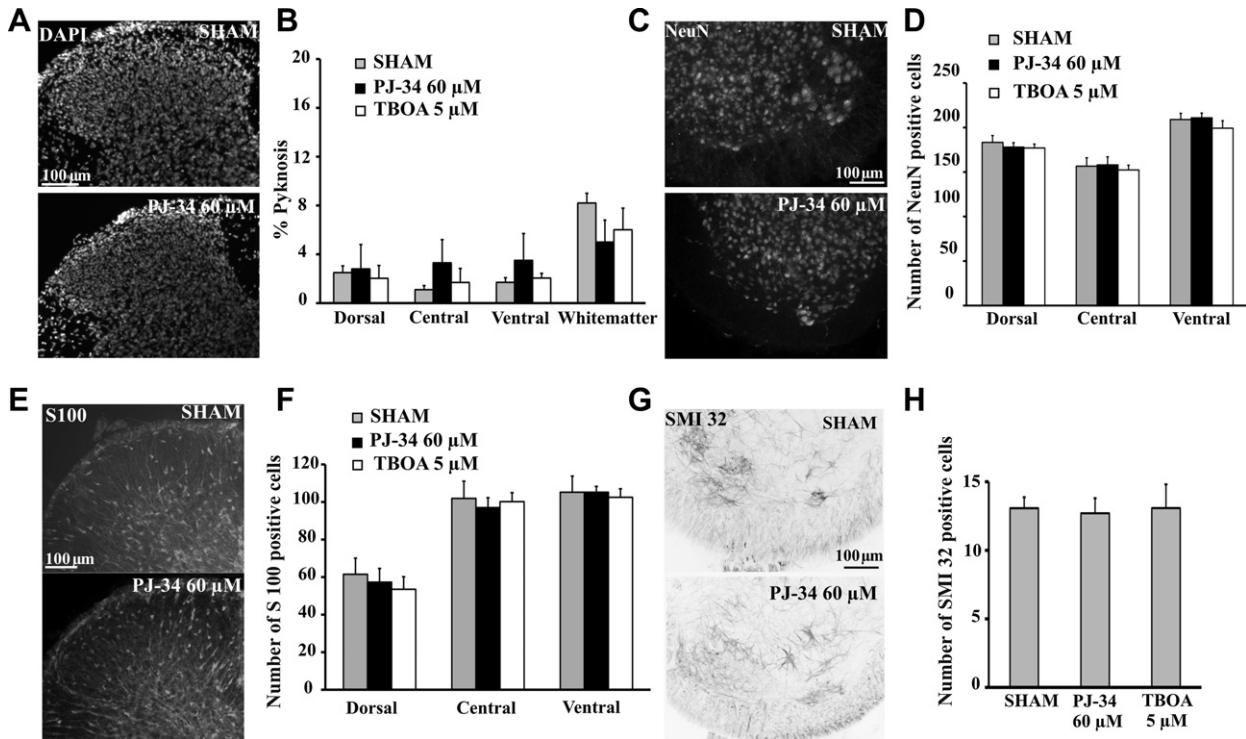 A
DAPI SHAM
100 µm
PJ-34 60 µM
B
SHAM
PJ-34 60 µM
TBOA 5 µM
% Pyknosis
20
16
12
8
4
0
Dorsal Central Ventral Whitematter
C
NeuN SHAM
100 µm
PJ-34 60 µM
D
SHAM
PJ-34 60 µM
TBOA 5 µM
Number of NeuN positive cells
250
200
150
100
50
0
Dorsal Central Ventral
E
S100 SHAM
100 µm
PJ-34 60 µM
F
SHAM
PJ-34 60 µM
TBOA 5 µM
Number of S 100 positive cells
120
100
80
60
40
20
0
Dorsal Central Ventral
G
SMI 32 SHAM
100 µm
PJ-34 60 µM
H
Number of SMI 32 positive cells
15
10
5
0
SHAM PJ-34 TBOA
60 µM 5 µM